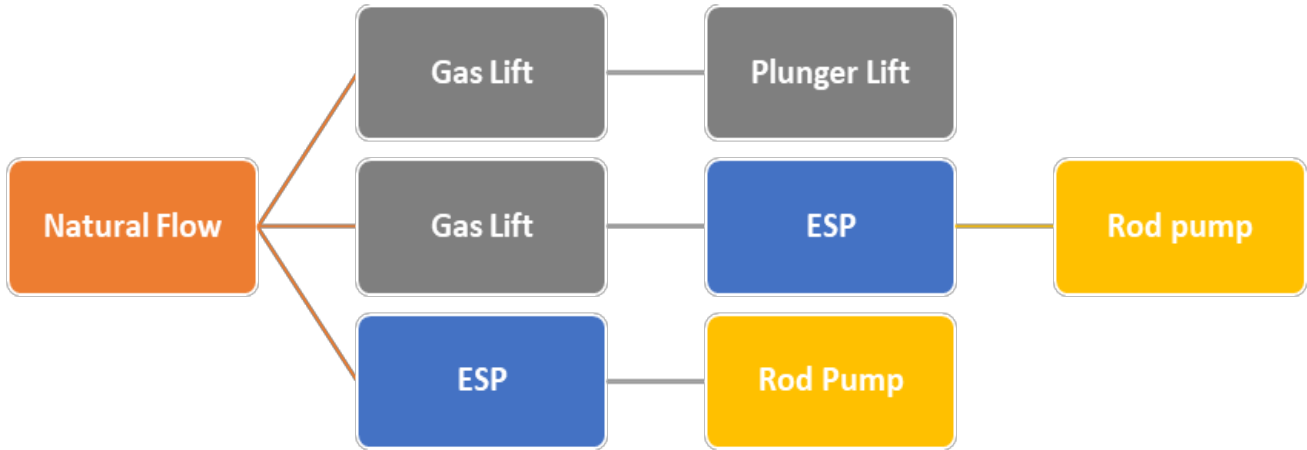 Gas Lift
Plunger Lift
Natural Flow
Gas Lift
ESP
Rod pump
ESP
Rod Pump